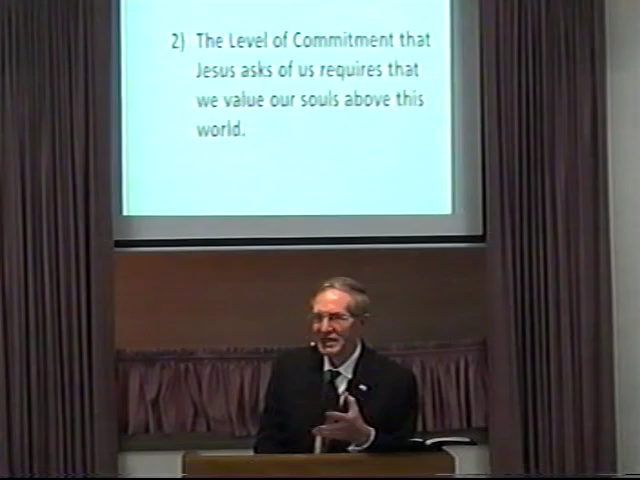 2) The Level of Commitment that
Jesus asks of us requires that
we value our souls above this
world.